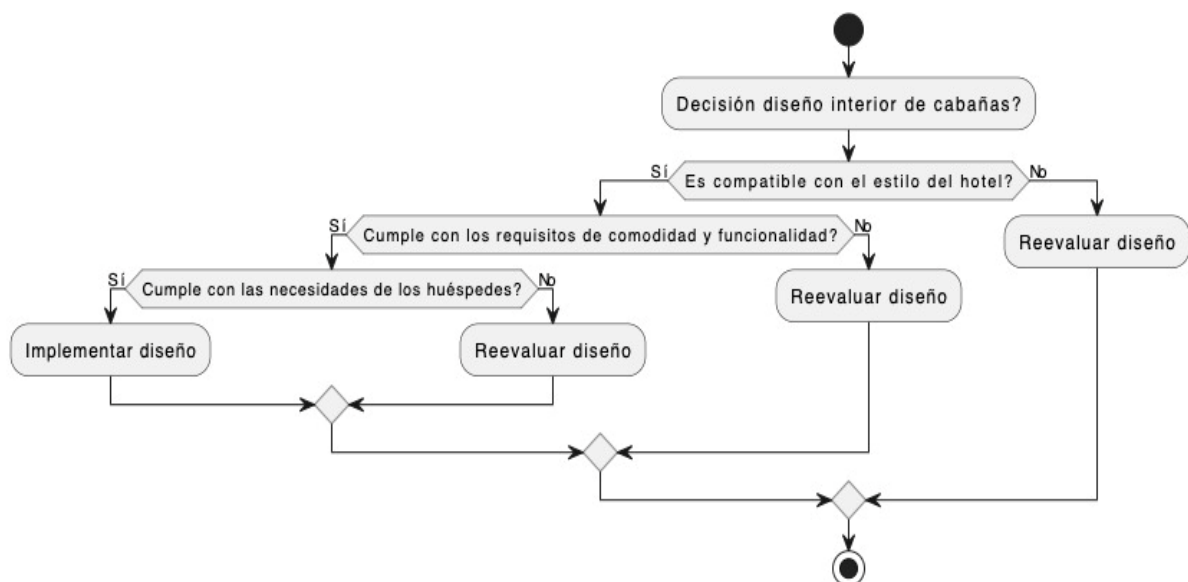 Decisión diseño interior de cabañas?
Sí
Es compatible con el estilo del hotel?
No
Sí
Cumple con los requisitos de comodidad y funcionalidad?
No
Reevaluar diseño
Sí
Cumple con las necesidades de los huéspedes?
No
Reevaluar diseño
Implementar diseño
Reevaluar diseño